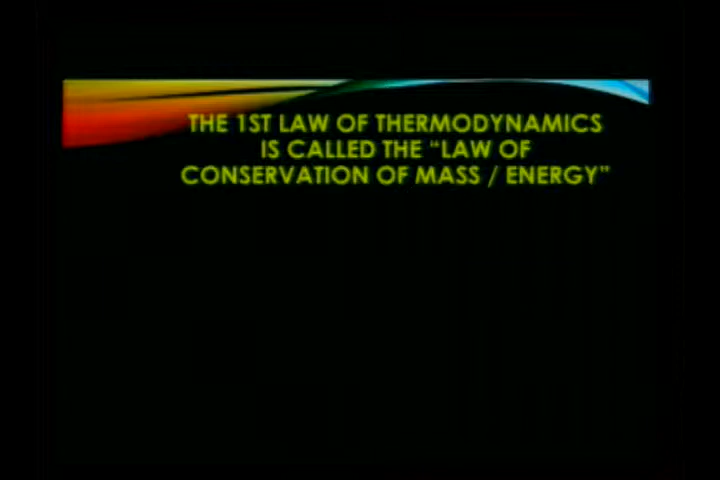 THE 1ST LAW OF THERMODYNAMICS
IS CALLED THE “LAW OF
CONSERVATION OF MASS / ENERGY”